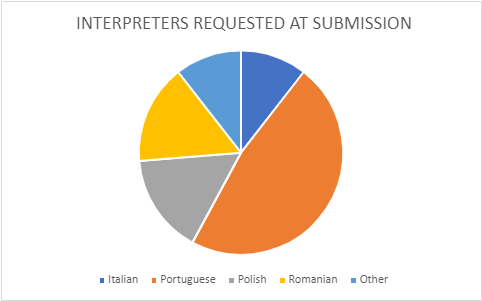 INTERPRETERS REQUESTED AT SUBMISSION
Italian Portuguese Polish Romanian Other